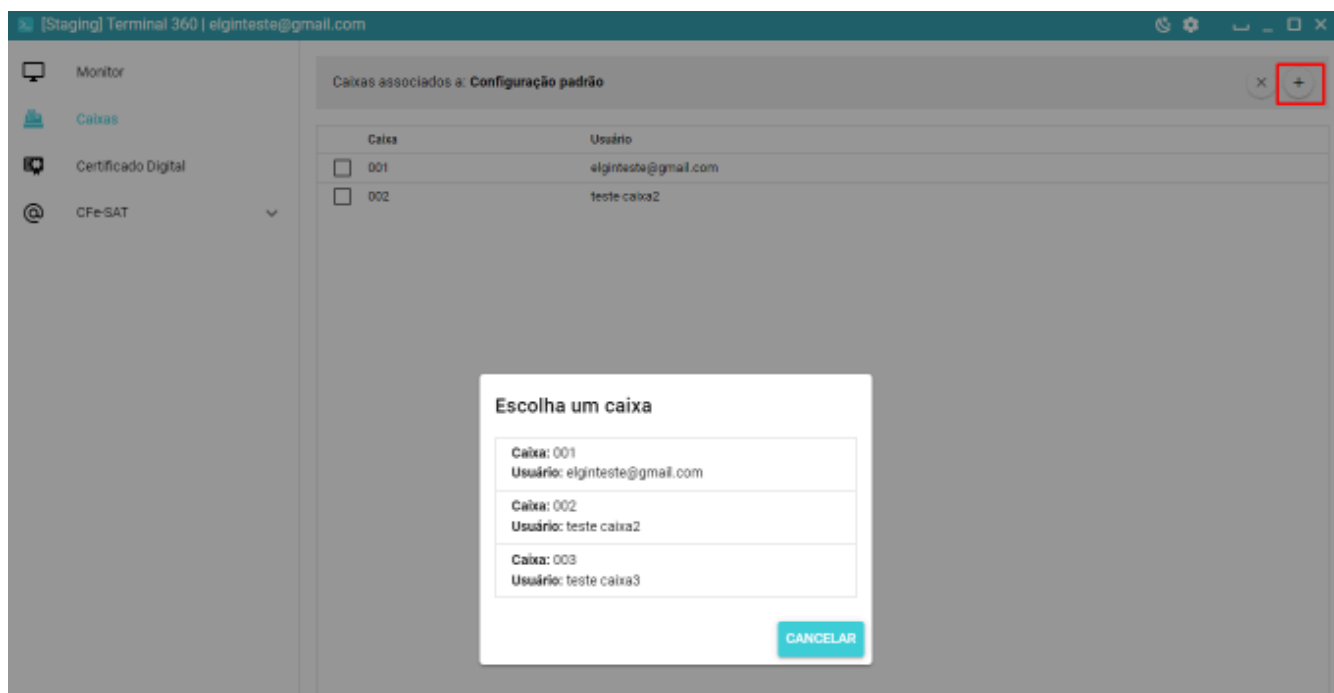 [Staging] Terminal 360 | elginteste@gmail.com
Monitor
Caixas
Certificado Digital
CFe-SAT
Caixas associados a: Configuração padrão
Caixa Usuário
001 elginteste@gmail.com
002 teste caixa2
Escolha um caixa
Caixa: 001
Usuário: elginteste@gmail.com
Caixa: 002
Usuário: teste caixa2
Caixa: 003
Usuário: teste caixa3
CANCELAR